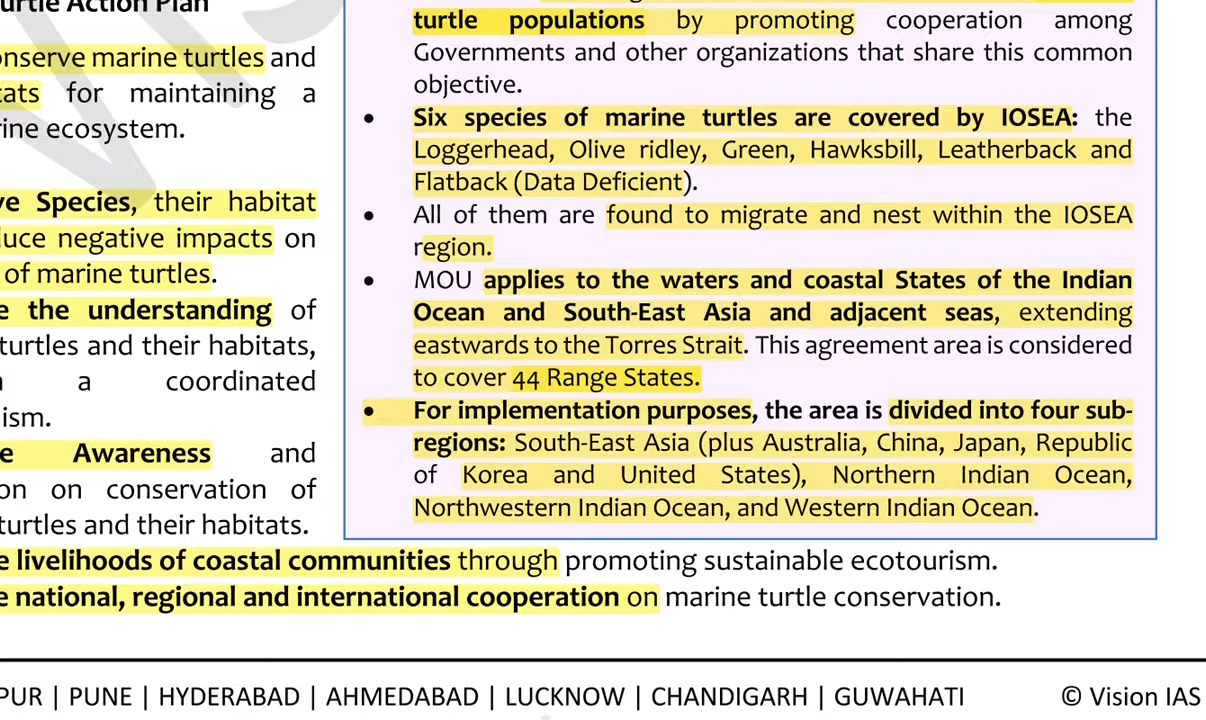 urtle Action Plan
onserve marine turtles and
tats for maintaining a
rine ecosystem.
ve Species, their habitat
duce negative impacts on
of marine turtles.
e the understanding of
turtles and their habitats,
a coordinated
ism.
e Awareness and
on on conservation of
turtles and their habitats.
turtle populations by promoting cooperation among
Governments and other organizations that share this common
objective.
• Six species of marine turtles are covered by IOSEA: the
Loggerhead, Olive ridley, Green, Hawksbill, Leatherback and
Flatback (Data Deficient).
• All of them are found to migrate and nest within the IOSEA
region.
• MOU applies to the waters and coastal States of the Indian
Ocean and South-East Asia and adjacent seas, extending
eastwards to the Torres Strait. This agreement area is considered
to cover 44 Range States.
• For implementation purposes, the area is divided into four sub-
regions: South-East Asia (plus Australia, China, Japan, Republic
of Korea and United States), Northern Indian Ocean,
Northwestern Indian Ocean, and Western Indian Ocean.
e livelihoods of coastal communities through promoting sustainable ecotourism.
e national, regional and international cooperation on marine turtle conservation.
PUR | PUNE | HYDERABAD | AHMEDABAD | LUCKNOW | CHANDIGARH | GUWAHATI © Vision IAS